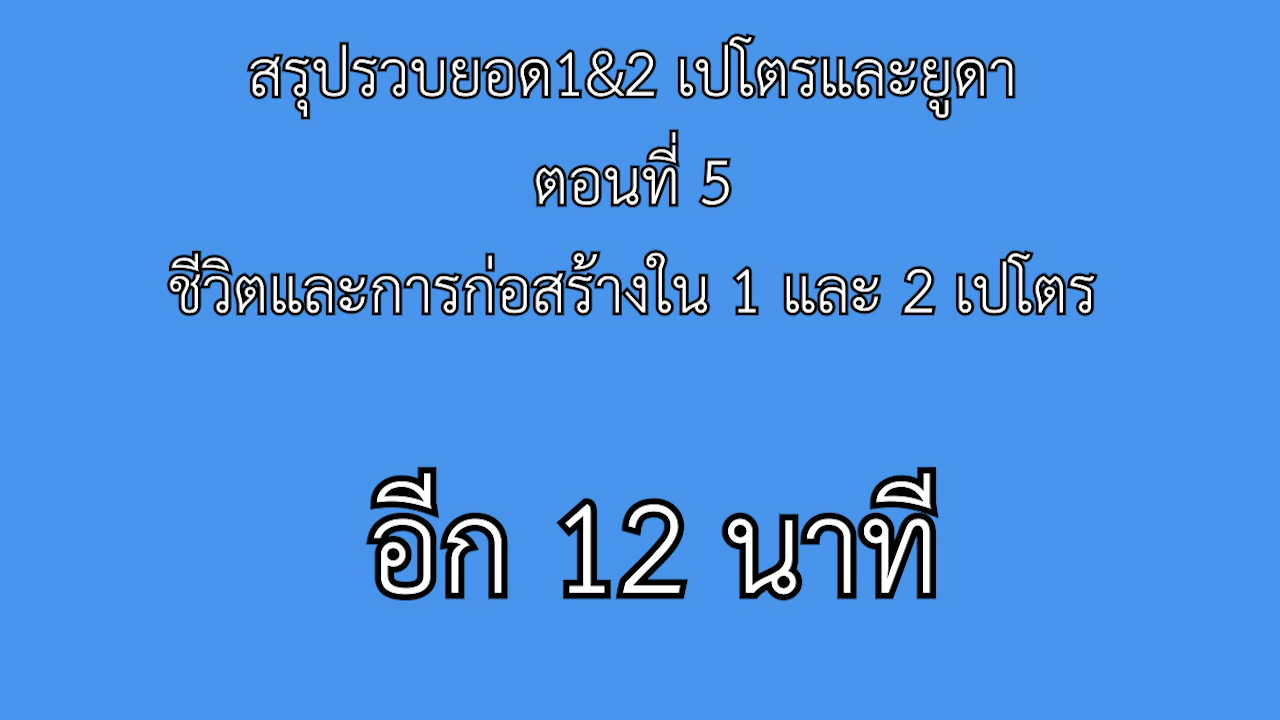 สรุปรวบยอด1&2 เปโตรและยูดา
ตอนที่ 5
ชีวิตและการก่อสร้างใน 1 และ 2 เปโตร
อีก 12 นาที